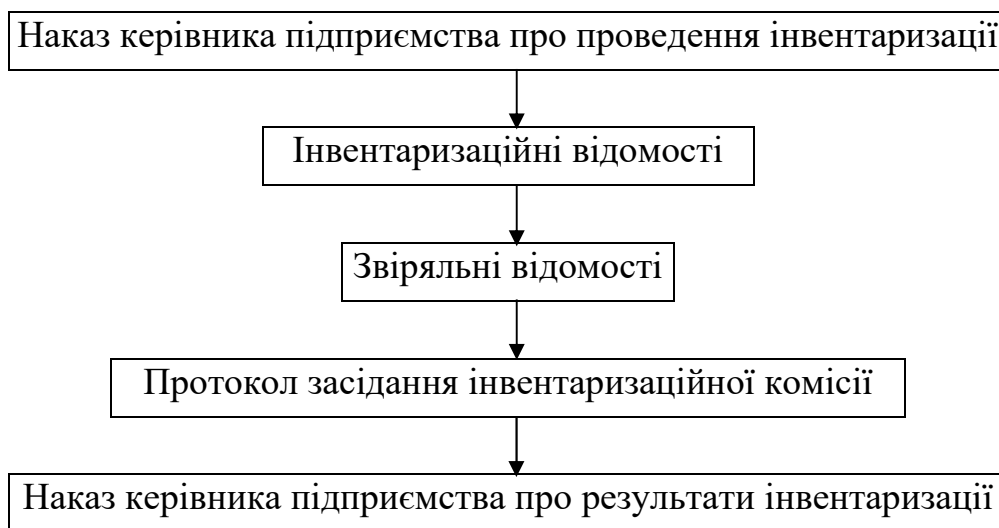 Наказ керівника підприємства про проведення інвентаризації
Інвентаризаційні відомості
Звіряльні відомості
Протокол засідання інвентаризаційної комісії
Наказ керівника підприємства про результати інвентаризації